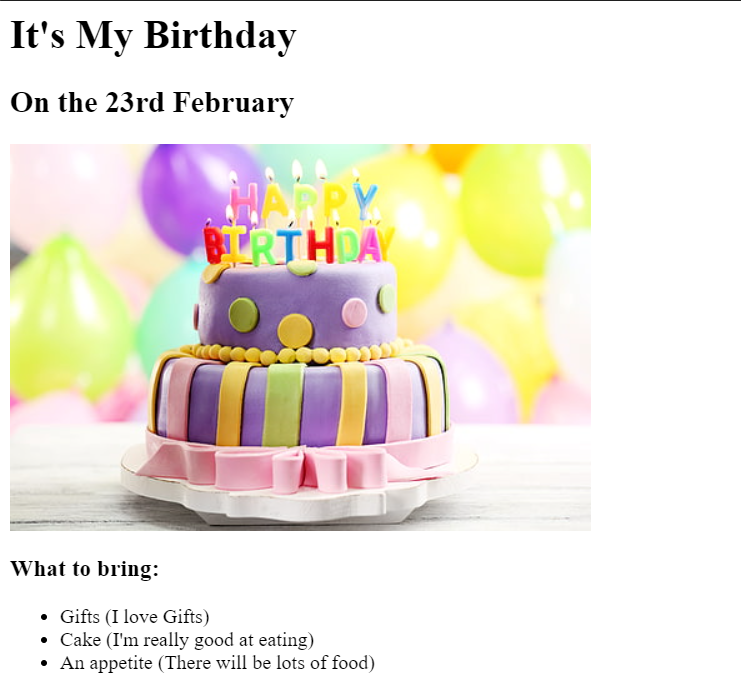 It's My Birthday
On the 23rd February
HAPPY
BIRTHDAY
What to bring:
Gifts (I love Gifts)
Cake (I'm really good at eating)
An appetite (There will be lots of food)